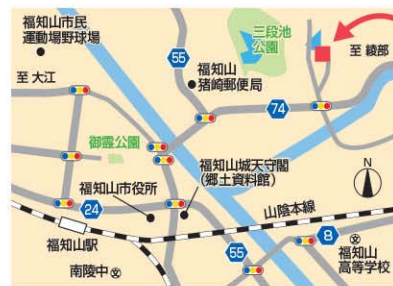 福知山市民
運動場野球場
至 大江
55
三段池
公園
至 綾部
福知山
猪崎郵便局
74
御霊公園
福知山城天守閣
(郷土資料館)
福知山市役所
24
N
山陰本線
福知山駅
55
8
福知山
高等学校
南陵中
文
文